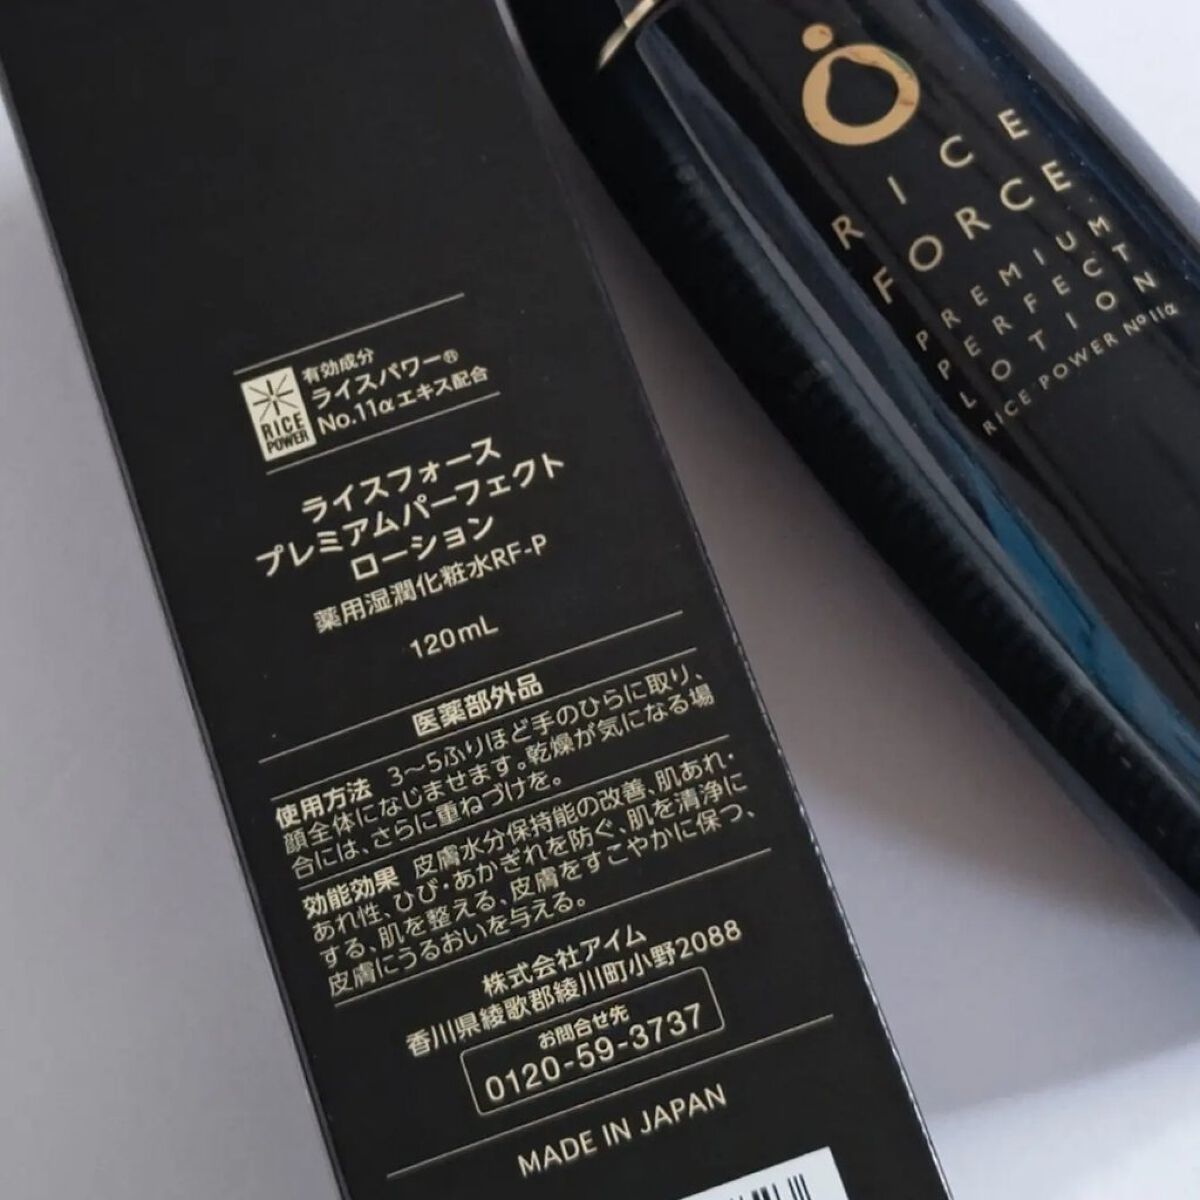 有効成分
ライスパワー®
No.11αエキス配合
RICE
POWER
ライスフォース
プレミアムパーフェクト
ローション
薬用湿潤化粧水RF-P
120mL
医薬部外品
使用方法 3〜5ふりほど手のひらに取り、
顔全体になじませます。乾燥が気になる場
合には、さらに重ねづけを。
効能効果 皮膚水分保持能の改善、肌あれ・
あれ性、ひび・あかぎれを防ぐ、肌を清浄に
する、肌を整える、皮膚をすこやかに保つ、
皮膚にうるおいを与える。
株式会社アイム
香川県綾歌郡綾川町小野2088
お問合せ先
0120-59-3737
MADE IN JAPAN
RICE
FORCE
PREMIUM
PERFECT
LOTION
RICE POWER No.11α